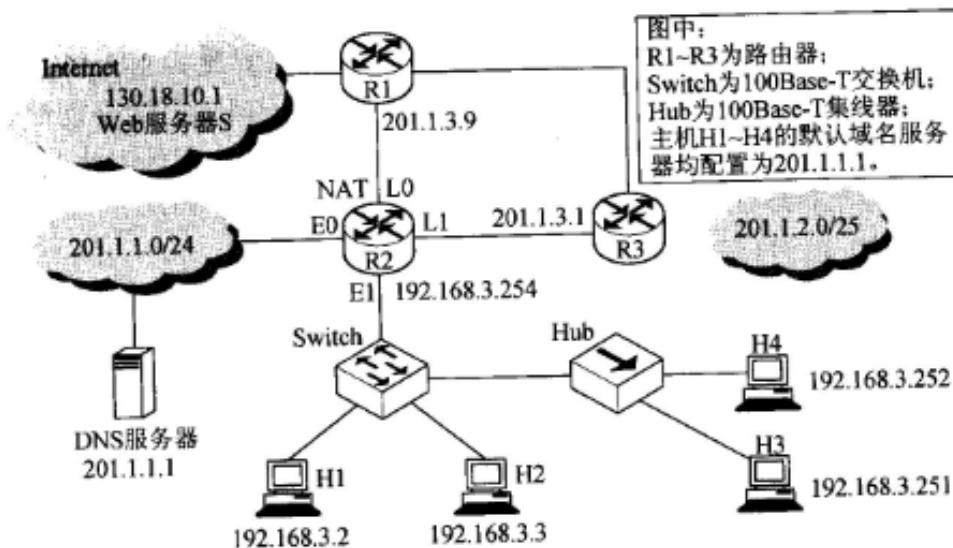 Internet
130.18.10.1
Web服务器S
R1
201.1.3.9
图中:
R1~R3为路由器;
Switch为100Base-T交换机;
Hub为100Base-T集线器;
主机H1~H4的默认域名服务
器均配置为201.1.1.1。
NAT
L0
201.1.1.0/24
E0
R2
L1
201.1.3.1
R3
201.1.2.0/25
E1
192.168.3.254
Switch
Hub
H4
192.168.3.252
DNS服务器
201.1.1.1
H1
192.168.3.2
H2
192.168.3.3
H3
192.168.3.251